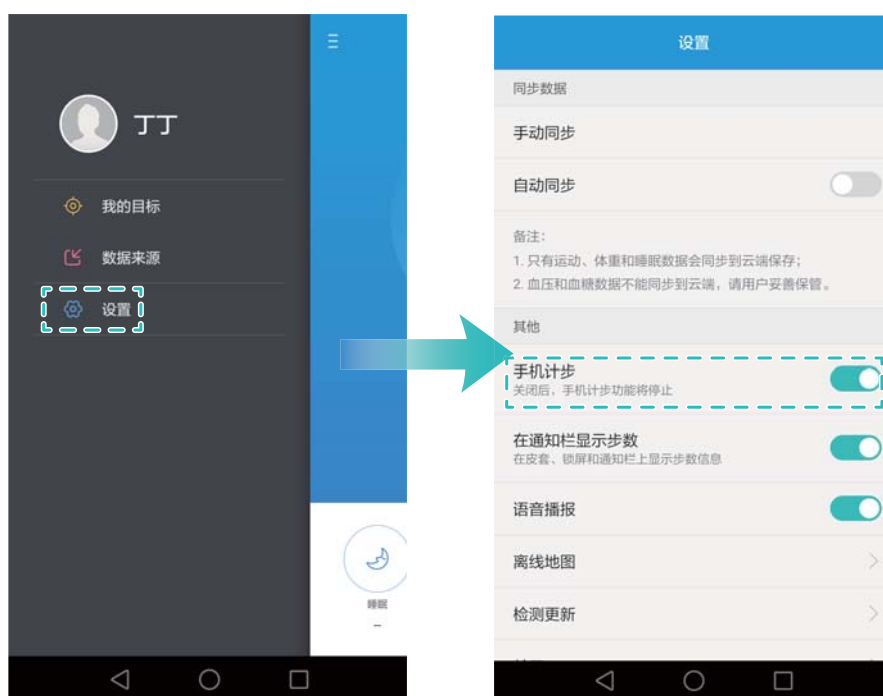 丁丁
我的目标
数据来源
设置
睡眠
设置
同步数据
手动同步
自动同步
备注:
1. 只有运动、体重和睡眠数据会同步到云端保存;
2. 血压和血糖数据不能同步到云端,请用户妥善保管。
其他
手机计步
关闭后,手机计步功能将停止
在通知栏显示步数
在皮套、锁屏和通知栏上显示步数信息
语音播报
离线地图
检测更新